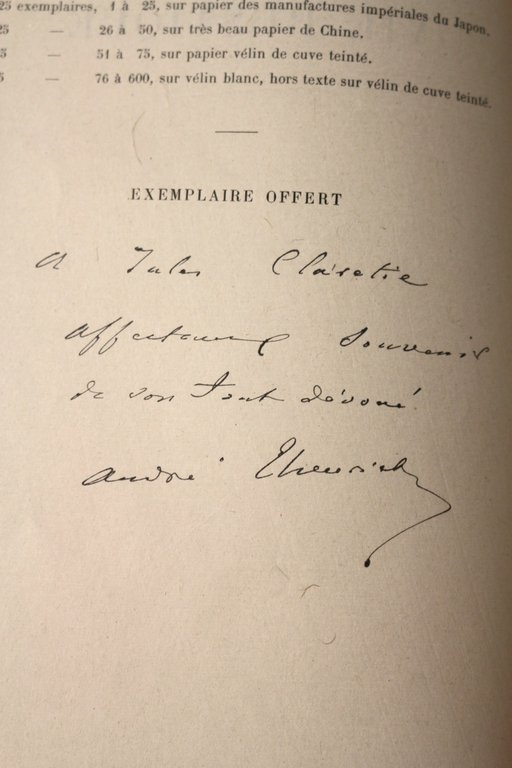 25 exemplaires, 1 à 25, sur papier des manufactures impériales du Japon.
25 — 26 à 50, sur très beau papier de Chine.
5 — 51 à 75, sur papier vélin de cuve teinté.
5 — 76 à 600, sur vélin blanc, hors texte sur vélin de cuve teinté.
EXEMPLAIRE OFFERT
A Jules Claretie
affectueux souvenir
de son tout dévoué
André Theuriet